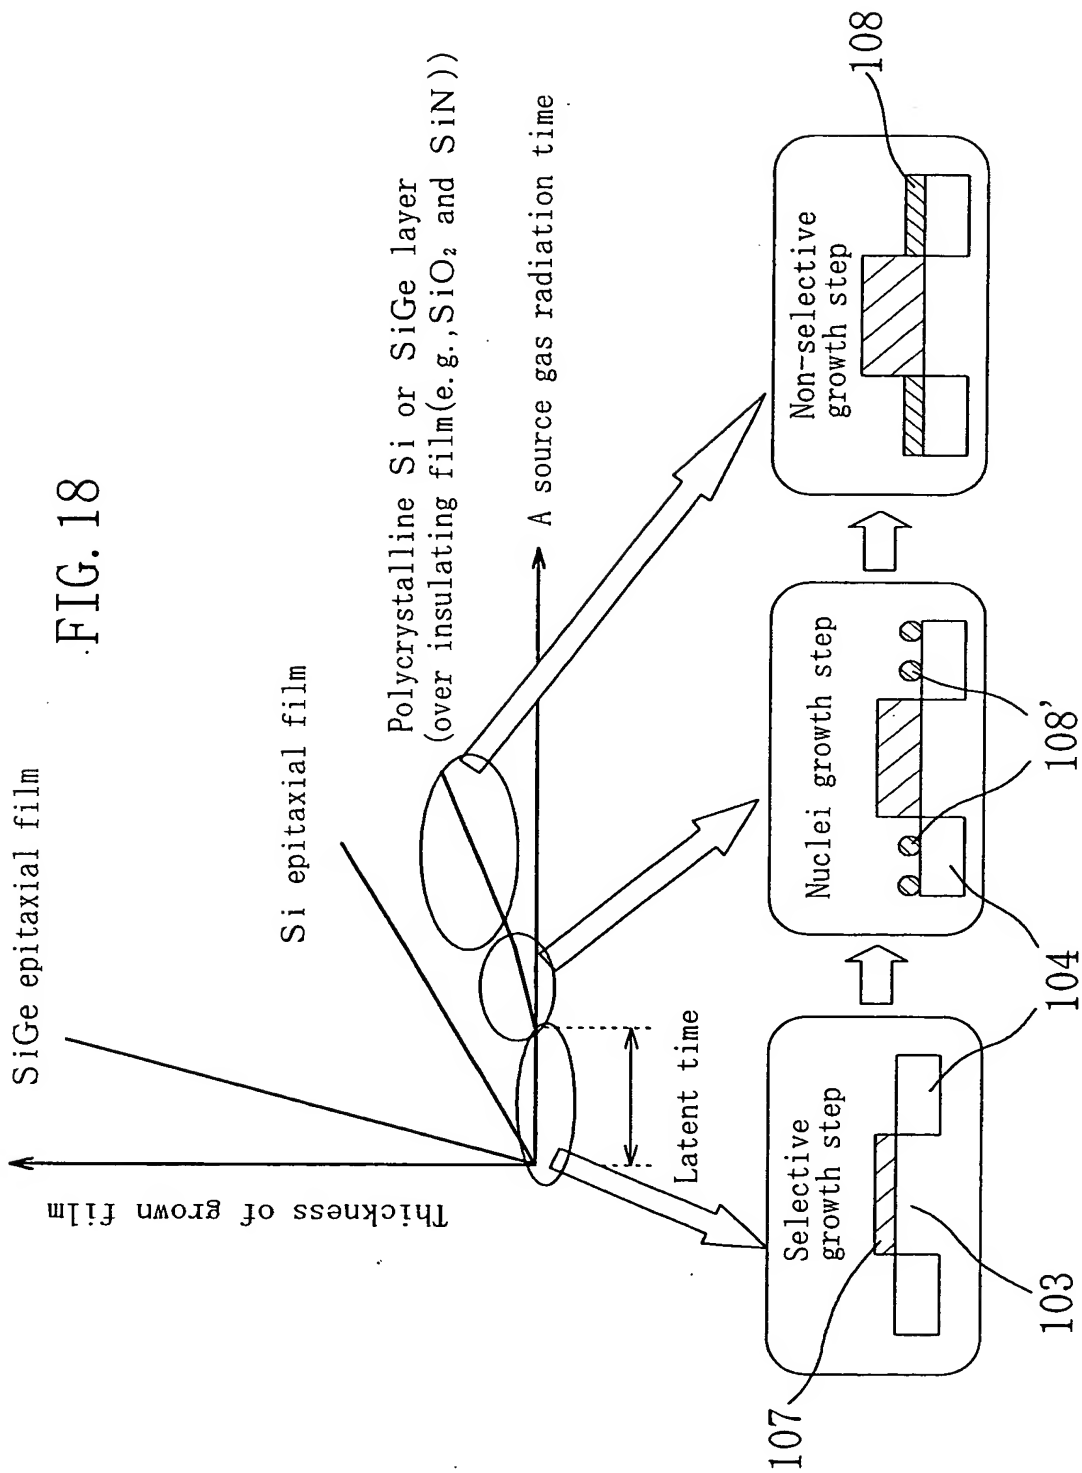 FIG. 18
SiGe epitaxial film
Si epitaxial film
Polycrystalline Si or SiGe layer
(over insulating film(e.g.,SiO₂ and SiN))
Thickness of grown film
A source gas radiation time
Latent time
Selective
growth step
Nuclei growth step
Non-selective
growth step
107
103
104
108'
108